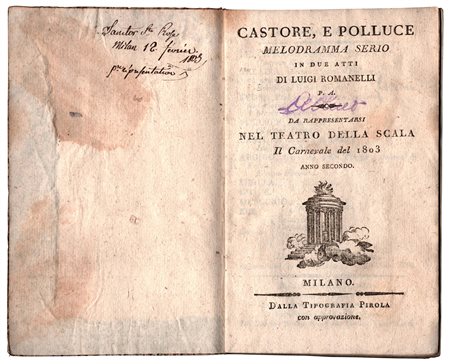 Milan 12 février
1803
CASTORE, E POLLUCE
MELODRAMMA SERIO
IN DUE ATTI
DI LUIGI ROMANELLI
P. A.
DA RAPPRESENTARSI
NEL TEATRO DELLA SCALA
Il Carnevale del 1803
ANNO SECONDO.
MILANO.
DALLA TIPOGRAFIA PIROLA
con approvazione.